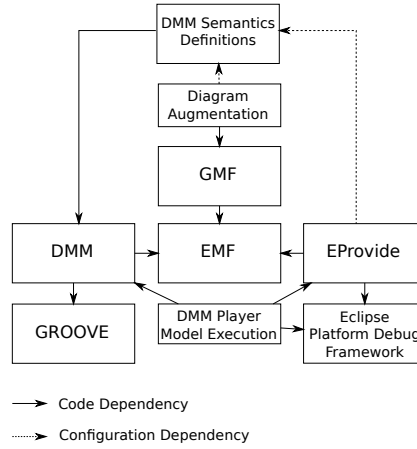 DMM Semantics
Definitions
Diagram
Augmentation
GMF
DMM
EMF
EProvide
GROOVE
DMM Player
Model Execution
Eclipse
Platform Debug
Framework
Code Dependency
Configuration Dependency